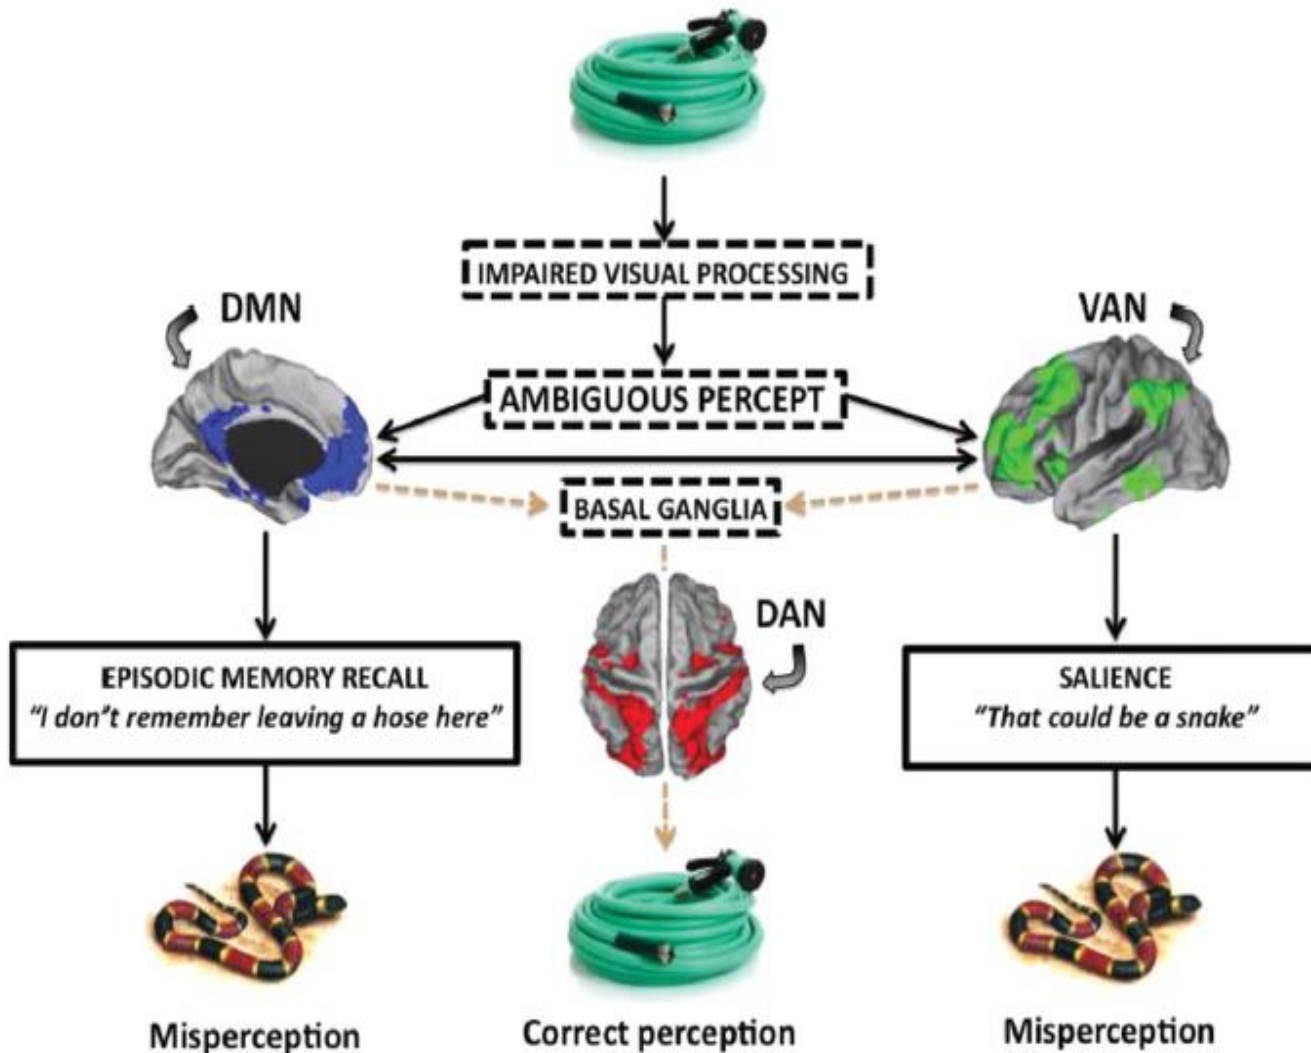 IMPAIRED VISUAL PROCESSING
DMN
VAN
AMBIGUOUS PERCEPT
BASAL GANGLIA
DAN
EPISODIC MEMORY RECALL
“I don”t remember leaving a hose here”
SALIENCE
“That could be a snake”
Misperception
Correct perception
Misperception